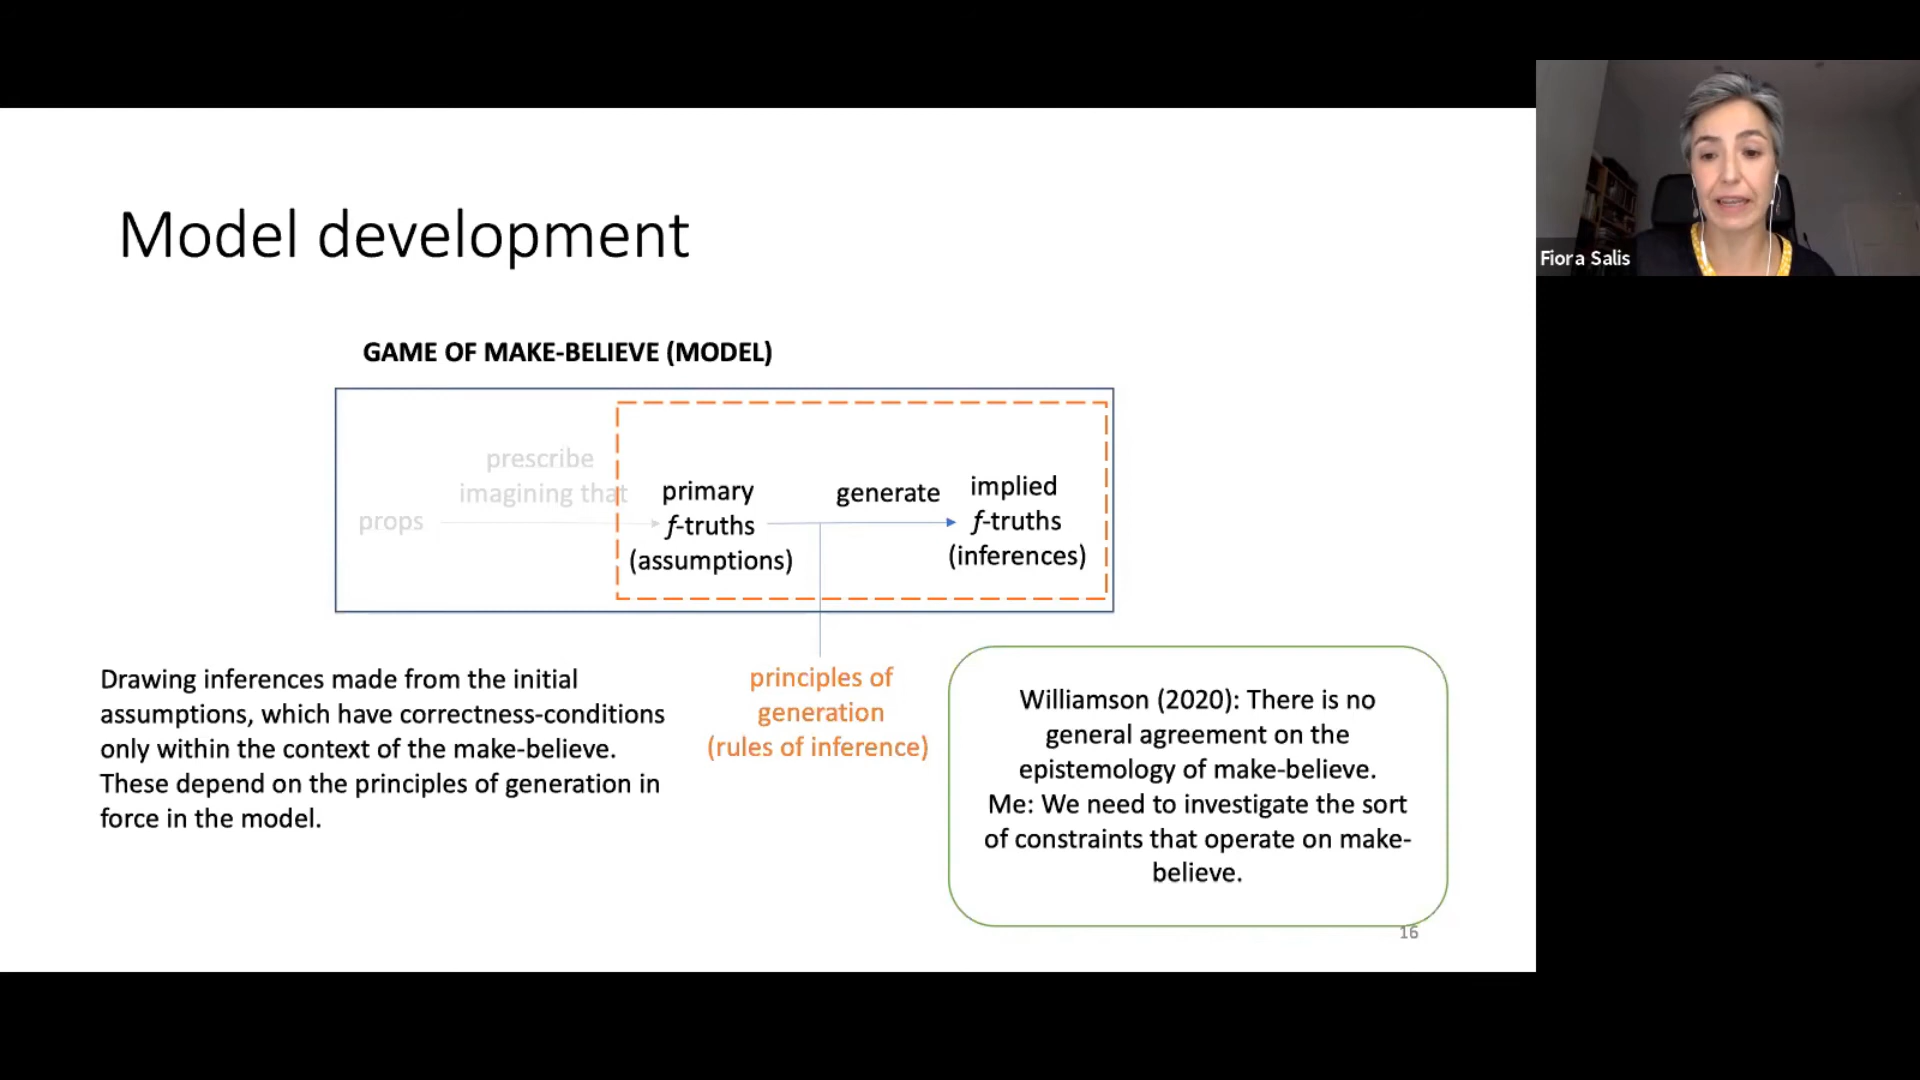 Model development
Fiora Salis
GAME OF MAKE-BELIEVE (MODEL)
props
prescribe
imagining that
primary
f-truths
(assumptions)
generate
implied
f-truths
(inferences)
principles of
generation
(rules of inference)
Drawing inferences made from the initial
assumptions, which have correctness-conditions
only within the context of the make-believe.
These depend on the principles of generation in
force in the model.
Williamson (2020): There is no
general agreement on the
epistemology of make-believe.
Me: We need to investigate the sort
of constraints that operate on make-
believe.
16